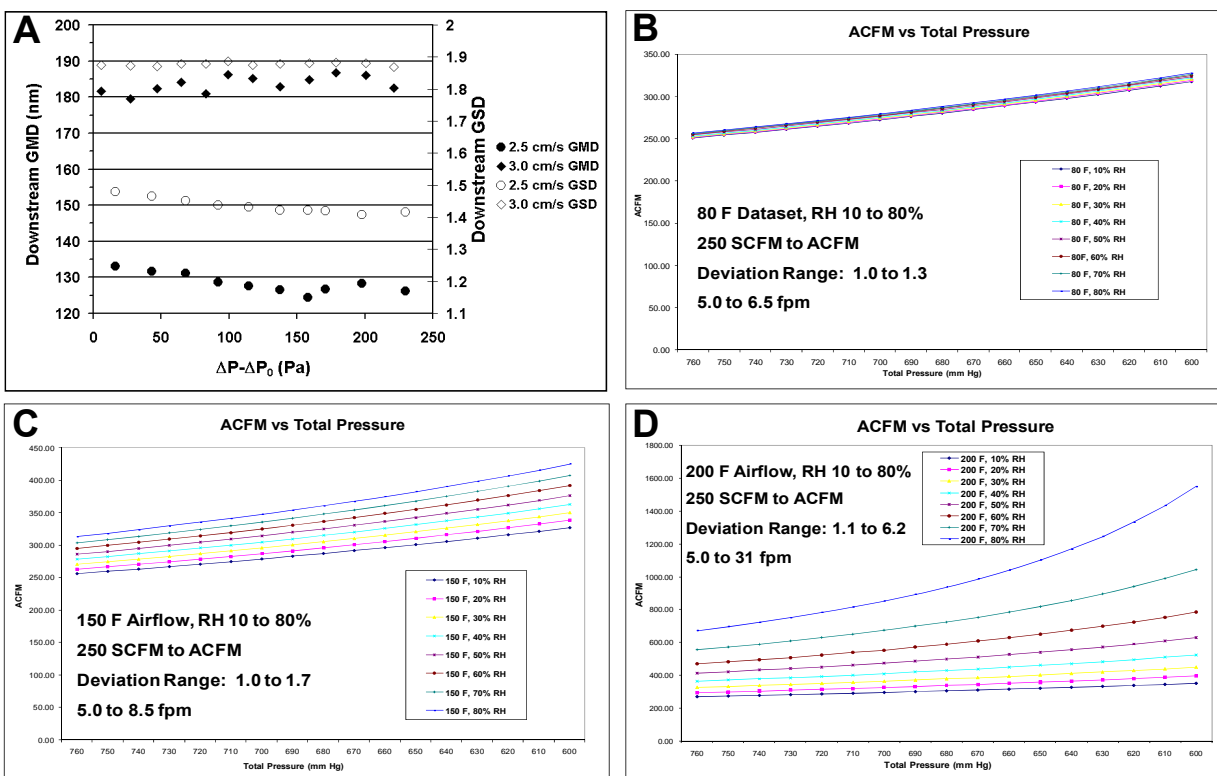 A
200
190
180
170
160
150
140
130
120
Downstream GMD (nm)
2
1.9
1.8
1.7
1.6
1.5
1.4
1.3
1.2
1.1
Downstream GSD
2.5 cm/s GMD
3.0 cm/s GMD
2.5 cm/s GSD
3.0 cm/s GSD
0 50 100 150 200 250
ΔP-ΔP₀ (Pa)
B
ACFM vs Total Pressure
350.00
300.00
250.00
200.00
150.00
100.00
50.00
0.00
ACFM
80 F Dataset, RH 10 to 80%
250 SCFM to ACFM
Deviation Range: 1.0 to 1.3
5.0 to 6.5 fpm
80 F, 10% RH
80 F, 20% RH
80 F, 30% RH
80 F, 40% RH
80 F, 50% RH
80F, 60% RH
80 F, 70% RH
80 F, 80% RH
760 750 740 730 720 710 700 690 680 670 660 650 640 630 620 610 600
Total Pressure (mm Hg)
C
ACFM vs Total Pressure
450.00
400.00
350.00
300.00
250.00
200.00
150.00
100.00
50.00
0.00
ACFM
150 F Airflow, RH 10 to 80%
250 SCFM to ACFM
Deviation Range: 1.0 to 1.7
5.0 to 8.5 fpm
150 F, 10% RH
150 F, 20% RH
150 F, 30% RH
150 F, 40% RH
150 F, 50% RH
150 F, 60% RH
150 F, 70% RH
150 F, 80% RH
760 750 740 730 720 710 700 690 680 670 660 650 640 630 620 610 600
Total Pressure (mm Hg)
D
ACFM vs Total Pressure
1800.00
1600.00
1400.00
1200.00
1000.00
800.00
600.00
400.00
200.00
0.00
ACFM
200 F Airflow, RH 10 to 80%
250 SCFM to ACFM
Deviation Range: 1.1 to 6.2
5.0 to 31 fpm
200 F, 10% RH
200 F, 20% RH
200 F, 30% RH
200 F, 40% RH
200 F, 50% RH
200 F, 60% RH
200 F, 70% RH
200 F, 80% RH
760 750 740 730 720 710 700 690 680 670 660 650 640 630 620 610 600
Total Pressure (mm Hg)